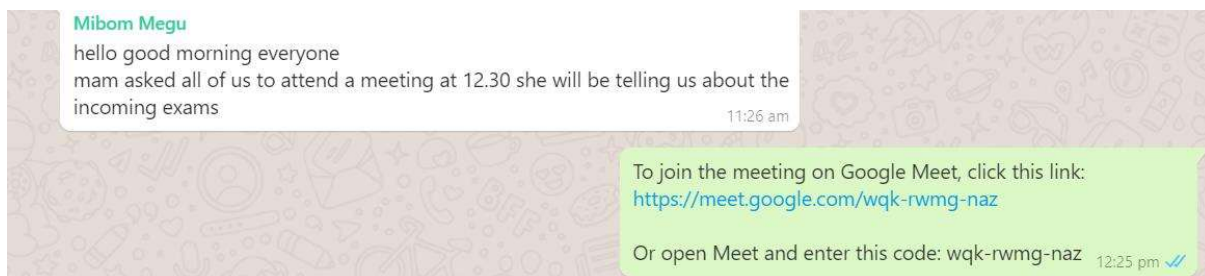 Mibom Megu
hello good morning everyone
mam asked all of us to attend a meeting at 12.30 she will be telling us about the
incoming exams
11:26 am
To join the meeting on Google Meet, click this link:
https://meet.google.com/wqk-rwmg-naz
Or open Meet and enter this code: wqk-rwmg-naz
12:25 pm